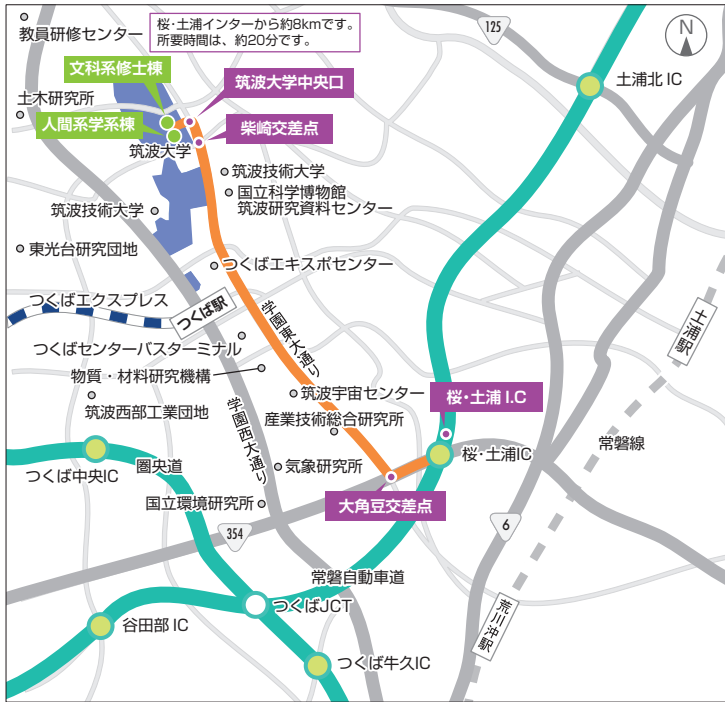 教員研修センター
桜・土浦インターから約8kmです。
所要時間は、約20分です。
125
N
土浦北 IC
文科系修士棟
筑波大学中央口
土木研究所
人間系学系棟
柴崎交差点
筑波大学
筑波技術大学
国立科学博物館
筑波研究資料センター
筑波技術大学
東光台研究団地
つくばエキスポセンター
つくばエクスプレス
つくば駅
学園東大通り
土浦駅
つくばセンターバスターミナル
物質・材料研究機構
筑波宇宙センター
桜・土浦 I.C
筑波西部工業団地
学園西大通り
産業技術総合研究所
常磐線
桜・土浦IC
つくば中央IC
圏央道
気象研究所
国立環境研究所
大角豆交差点
354
6
常磐自動車道
つくばJCT
荒川沖駅
谷田部 IC
つくば牛久IC